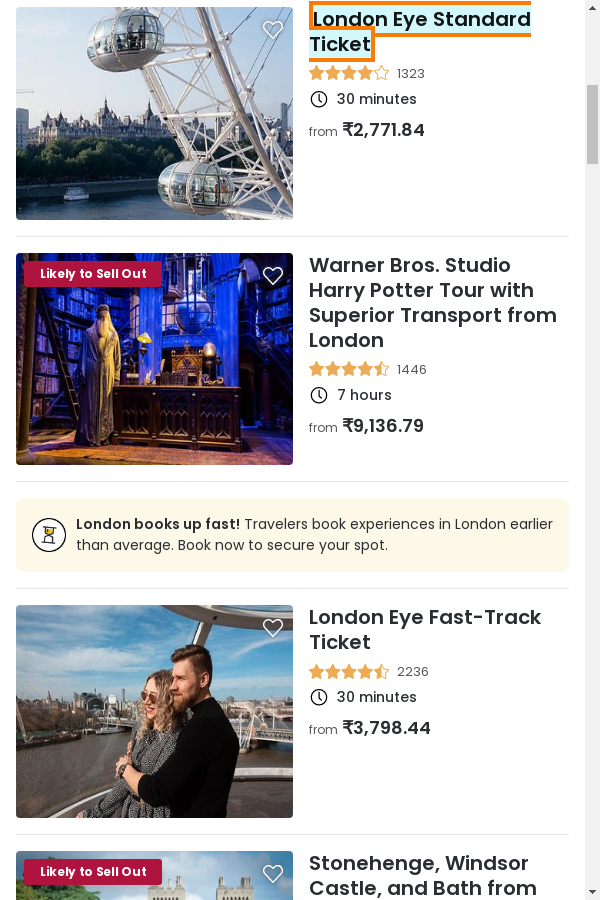 London Eye Standard
Ticket
1323
30 minutes
from ₹2,771.84
Likely to Sell Out
Warner Bros. Studio
Harry Potter Tour with
Superior Transport from
London
1446
7 hours
from ₹9,136.79
London books up fast! Travelers book experiences in London earlier
than average. Book now to secure your spot.
London Eye Fast-Track
Ticket
2236
30 minutes
from ₹3,798.44
Likely to Sell Out
Stonehenge, Windsor
Castle, and Bath from